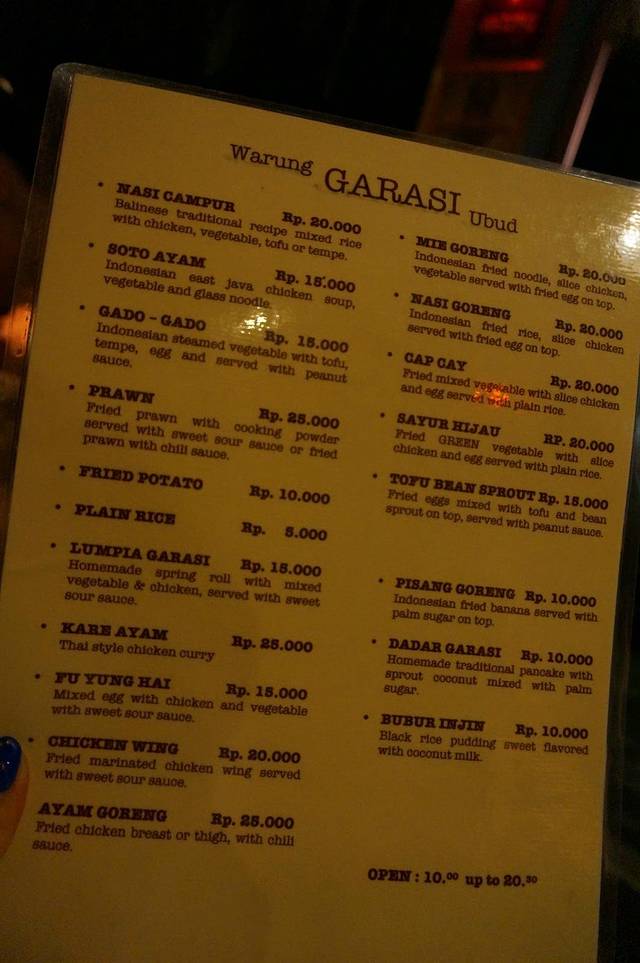 Warung GARASI Ubud
• NASI CAMPUR Rp. 20.000
Balinese traditional recipe mixed rice
with chicken, vegetable, tofu or tempe.
• SOTO AYAM Rp. 15.000
Indonesian east java chicken soup,
vegetable and glass noodle.
• GADO - GADO Rp. 15.000
Indonesian steamed vegetable with tofu,
tempe, egg and served with peanut
sauce.
• PRAWN Rp. 25.000
Fried prawn with cooking powder
served with sweet sour sauce or fried
prawn with chili sauce.
• FRIED POTATO Rp. 10.000
• PLAIN RICE Rp. 5.000
• LUMPIA GARASI Rp. 15.000
Homemade spring roll with mixed
vegetable & chicken, served with sweet
sour sauce.
• KARE AYAM Rp. 25.000
Thai style chicken curry
• FU YUNG HAI Rp. 15.000
Mixed egg with chicken and vegetable
with sweet sour sauce.
• CHICKEN WING Rp. 20.000
Fried marinated chicken wing served
with sweet sour sauce.
AYAM GORENG Rp. 25.000
Fried chicken breast or thigh, with chili
sauce.
• MIE GORENG Rp. 20.000
Indonesian fried noodle, slice chicken,
vegetable served with fried egg on top.
• NASI GORENG Rp. 20.000
Indonesian fried rice, slice chicken
served with fried egg on top.
• CAP CAY Rp. 20.000
Fried mixed vegetable with slice chicken
and egg served with plain rice.
• SAYUR HIJAU RP. 20.000
Fried GREEN vegetable with slice
chicken and egg served with plain rice.
• TOFU BEAN SPROUT Rp. 15.000
Fried eggs mixed with tofu and bean
sprout on top, served with peanut sauce.
• PISANG GORENG Rp. 10.000
Indonesian fried banana served with
palm sugar on top.
• DADAR GARASI Rp. 10.000
Homemade traditional pancake with
sprout coconut mixed with palm
sugar.
• BUBUR INJIN Rp. 10.000
Black rice pudding sweet flavored
with coconut milk.
OPEN : 10.00 up to 20.30